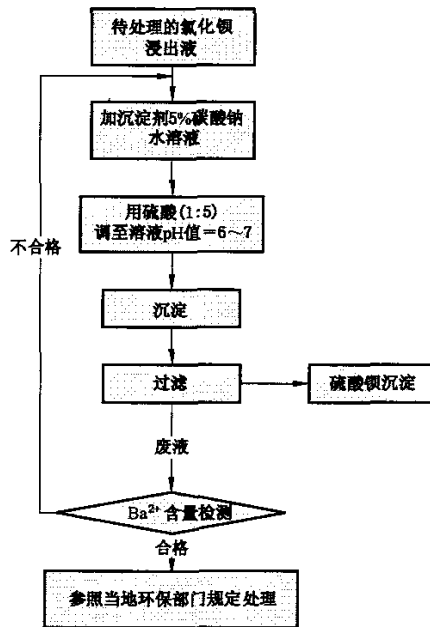 待处理的氯化钡
浸出液
加沉淀剂5%碳酸钠
水溶液
用硫酸(1:5)
调至溶液pH值=6～7
不合格
沉淀
过滤
硫酸钡沉淀
废液
Ba²⁺含量检测
合格
参照当地环保部门规定处理